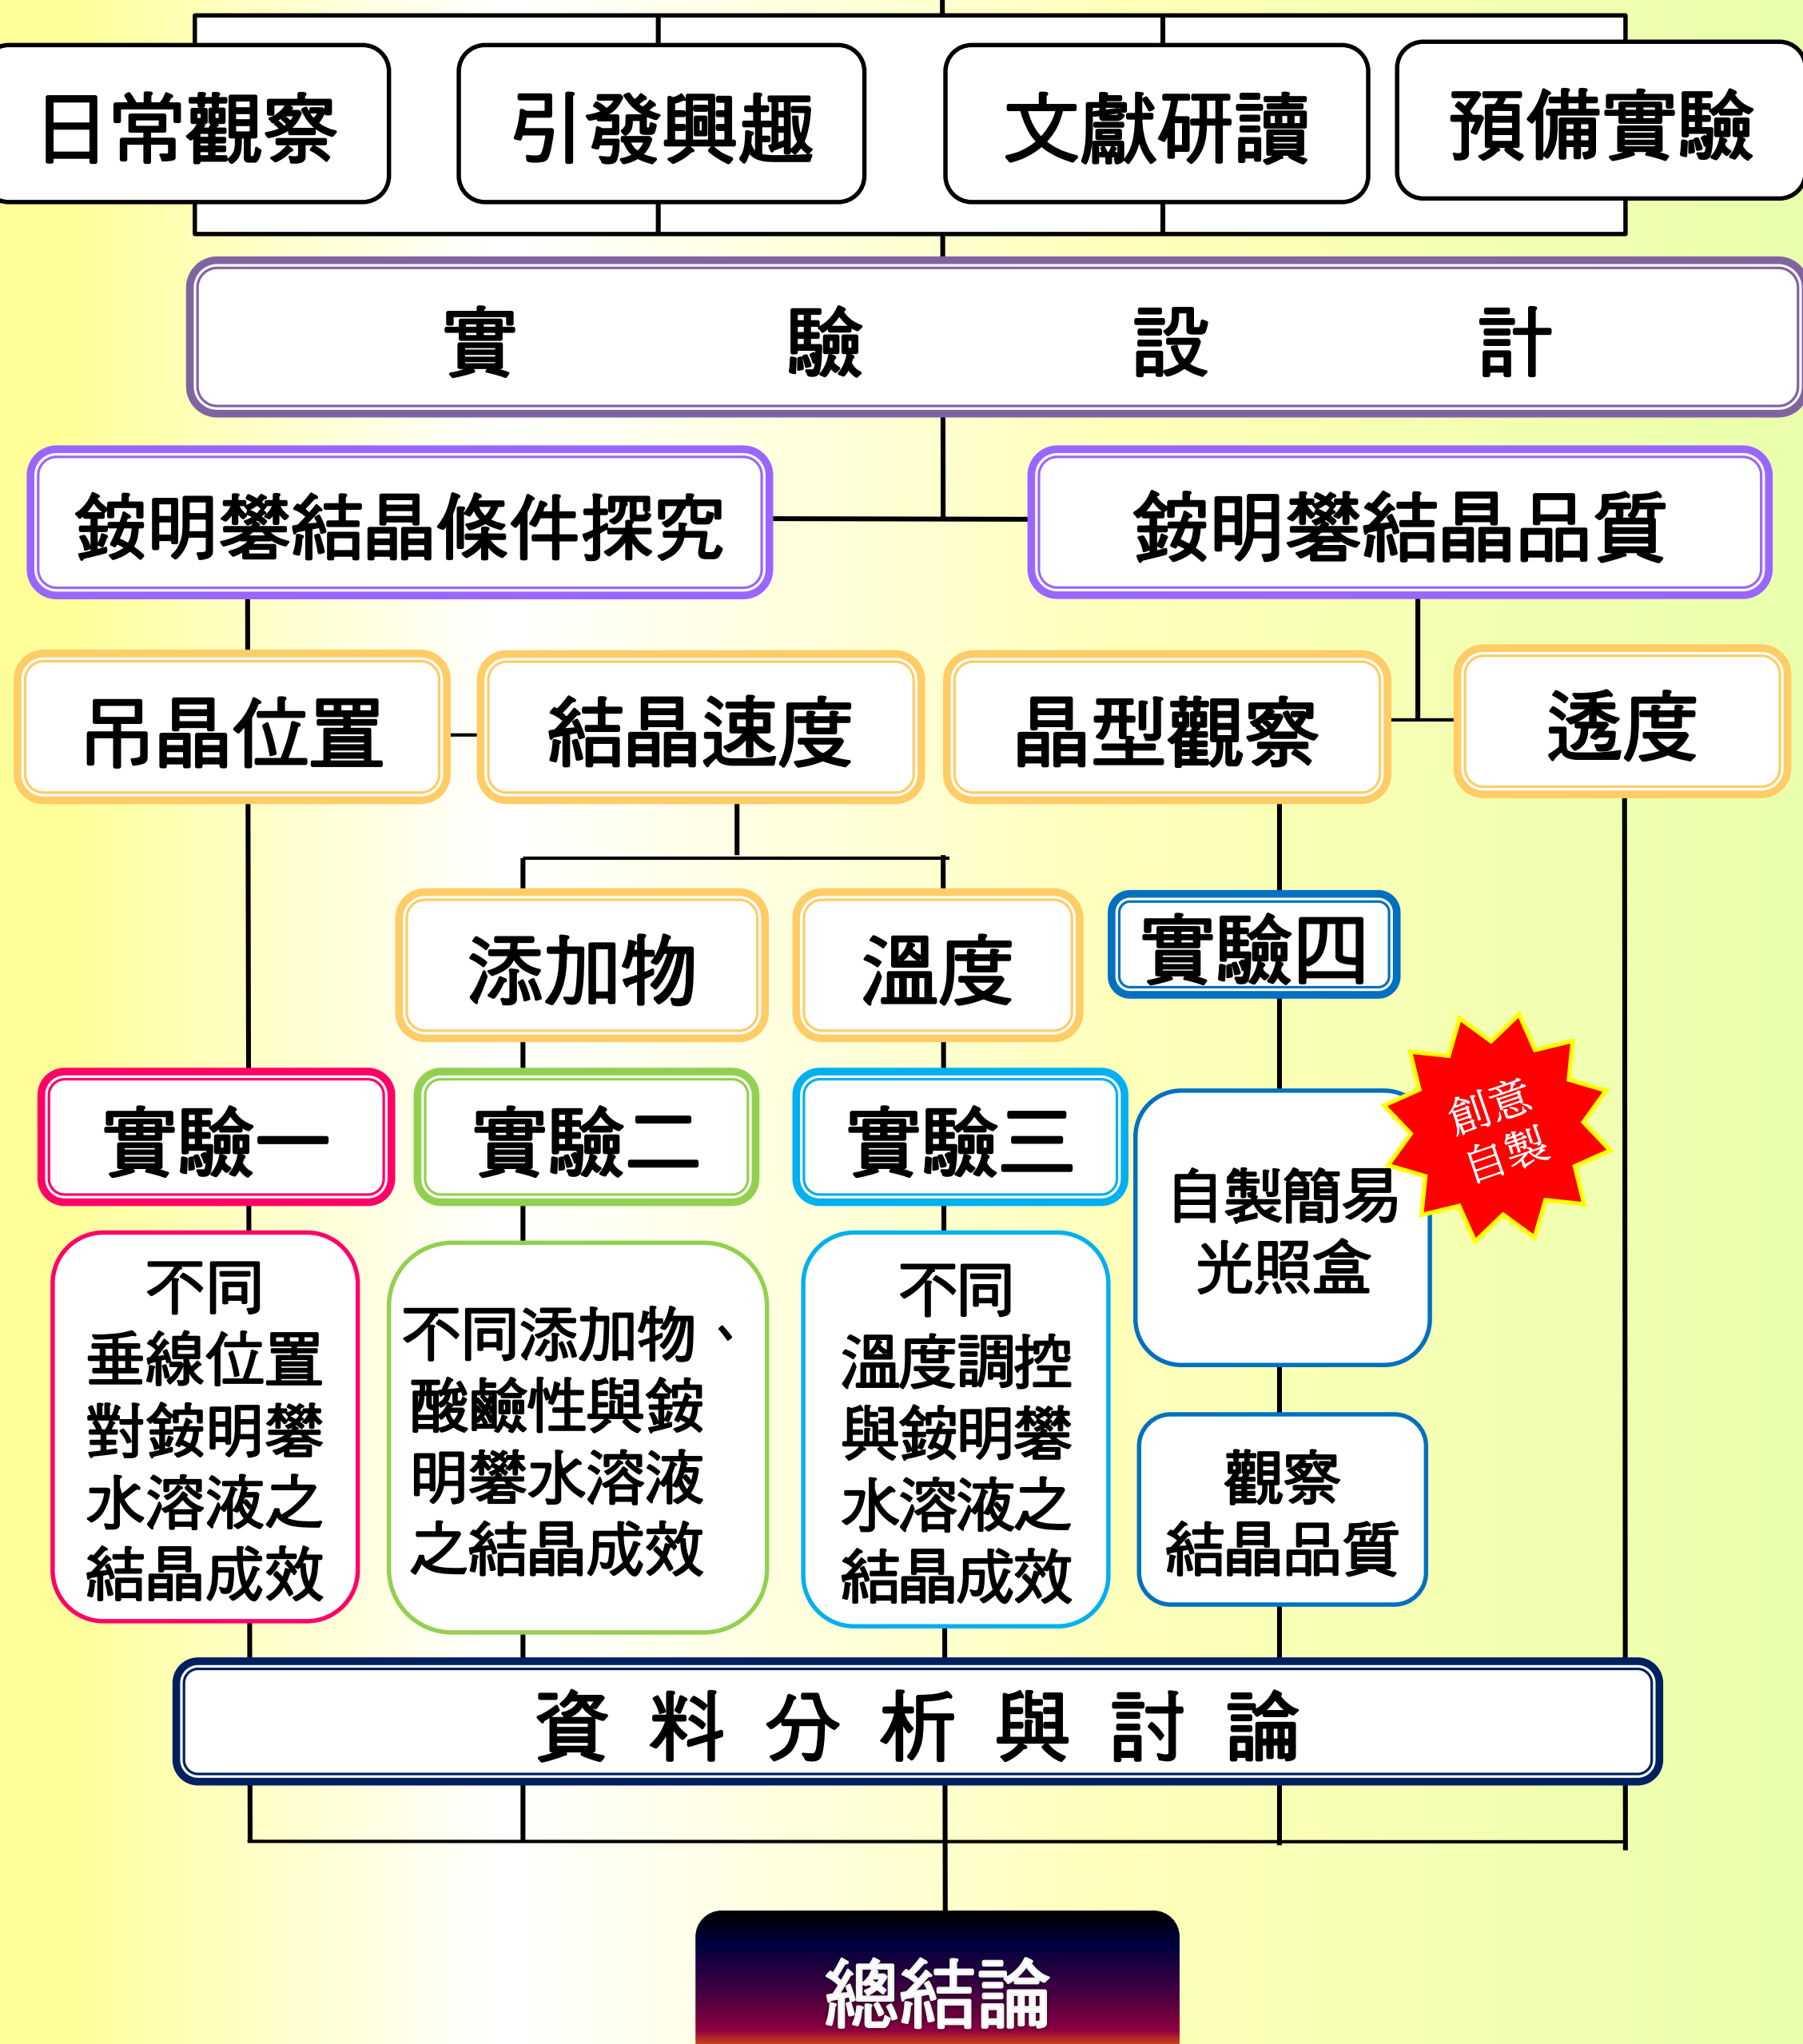 日常觀察
引發興趣
文獻研讀
預備實驗
實驗設計
銨明礬結晶條件探究
銨明礬結晶品質
吊晶位置
結晶速度
晶型觀察
透度
添加物
溫度
實驗四
實驗一
實驗二
實驗三
創意
自製
自製簡易
光照盒
不同
垂線位置
對銨明礬
水溶液之
結晶成效
不同添加物、
酸鹼性與銨
明礬水溶液
之結晶成效
不同
溫度調控
與銨明礬
水溶液之
結晶成效
觀察
結晶品質
資料分析與討論
總結論